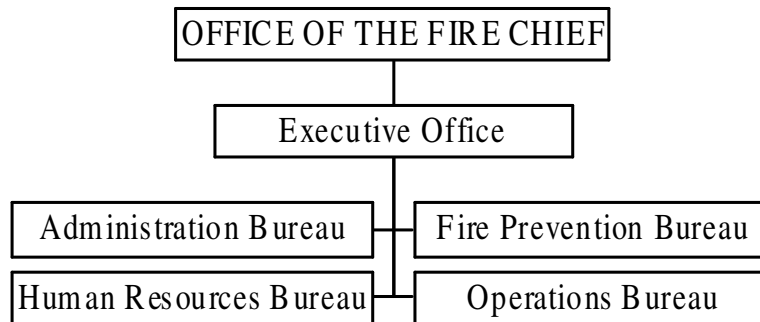 OFFICE OF THE FIRE CHIEF
Executive Office
Administration Bureau
Fire Prevention Bureau
Human Resources Bureau
Operations Bureau